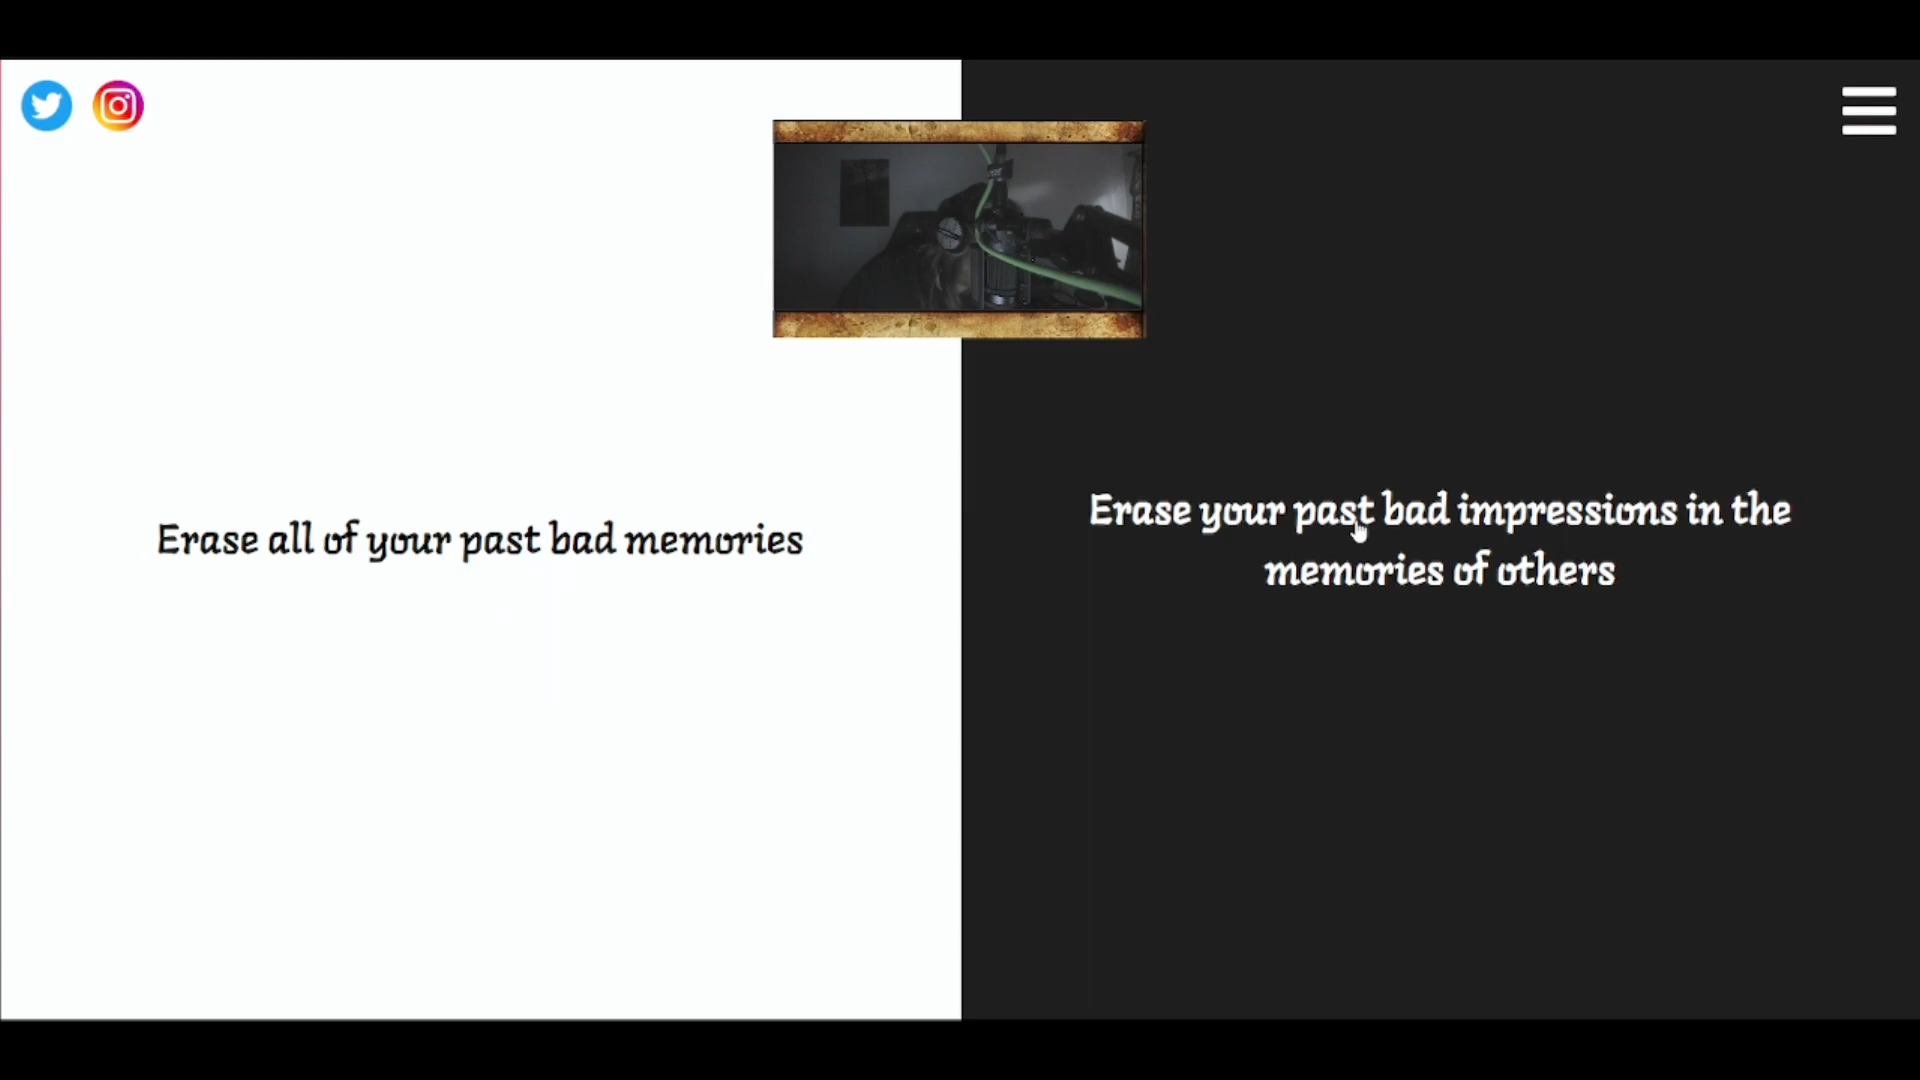 Erase all of your past bad memories
Erase your past bad impressions in the
memories of others